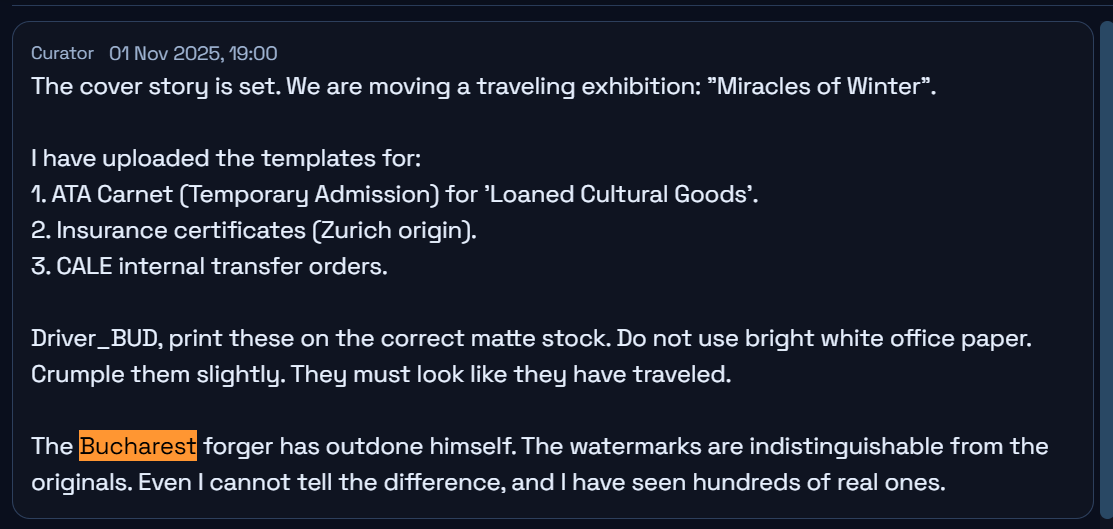 Curator 01 Nov 2025, 19:00
The cover story is set. We are moving a traveling exhibition: ”Miracles of Winter”.
I have uploaded the templates for:
1. ATA Carnet (Temporary Admission) for ’Loaned Cultural Goods’.
2. Insurance certificates (Zurich origin).
3. CALE internal transfer orders.
Driver_BUD, print these on the correct matte stock. Do not use bright white office paper.
Crumple them slightly. They must look like they have traveled.
The Bucharest forger has outdone himself. The watermarks are indistinguishable from the
originals. Even I cannot tell the difference, and I have seen hundreds of real ones.